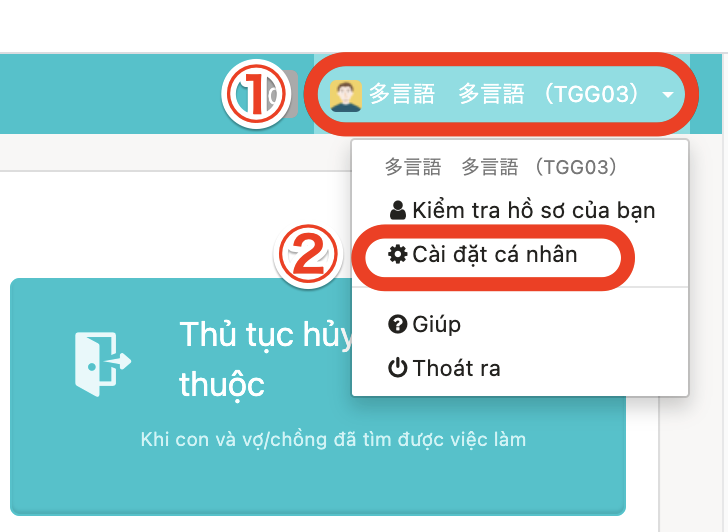 ①
多言語　多言語 （TGG03）
多言語　多言語 （TGG03）
Kiểm tra hồ sơ của bạn
②
Cài đặt cá nhân
Giúp
Thoát ra
Thủ tục hủy
thuộc
Khi con và vợ/chồng đã tìm được việc làm